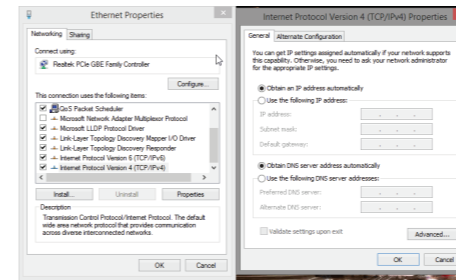 Ethernet Properties
Networking Sharing
Connect using:
Realtek PCIe GBE Family Controller
Configure...
This connection uses the following items:
QoS Packet Scheduler
Microsoft Network Adapter Multiplexor Protocol
Microsoft LLDP Protocol Driver
Link-Layer Topology Discovery Mapper I/O Driver
Link-Layer Topology Discovery Responder
Internet Protocol Version 6 (TCP/IPv6)
Internet Protocol Version 4 (TCP/IPv4)
Install... Uninstall Properties
Description
Transmission Control Protocol/Internet Protocol. The default
wide area network protocol that provides communication
across diverse interconnected networks.
OK Cancel
Internet Protocol Version 4 (TCP/IPv4) Properties
General Alternate Configuration
You can get IP settings assigned automatically if your network supports
this capability. Otherwise, you need to ask your network administrator
for the appropriate IP settings.
Obtain an IP address automatically
Use the following IP address:
IP address:
Subnet mask:
Default gateway:
Obtain DNS server address automatically
Use the following DNS server addresses:
Preferred DNS server:
Alternate DNS server:
Validate settings upon exit
Advanced...
OK Cancel